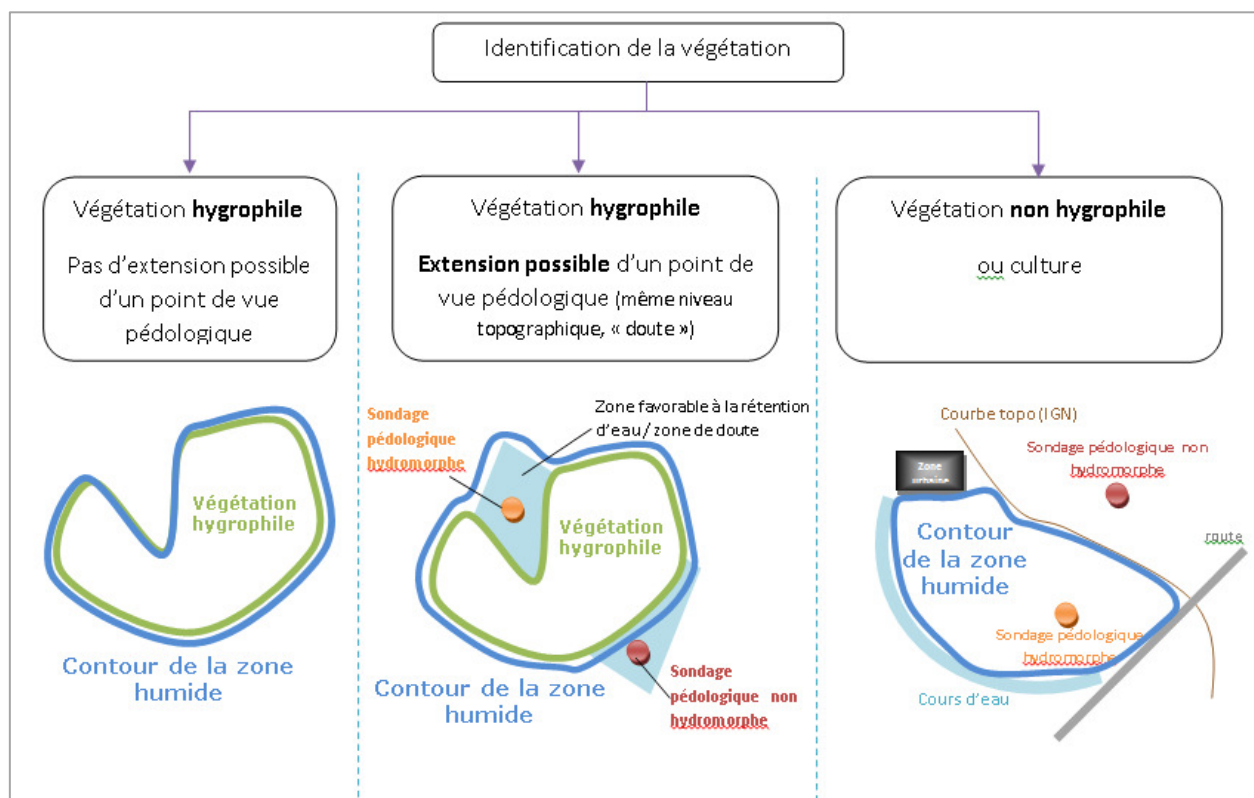 Identification de la végétation
Végétation hygrophile
Pas d'extension possible
d'un point de vue
pédologique
Végétation hygrophile
Extension possible d'un point de
vue pédologique (même niveau
topographique, « doute »)
Végétation non hygrophile
ou culture
Végétation
hygrophile
Contour de la zone
humide
Sondage
pédologique
hydromorphe
Zone favorable à la rétention
d'eau/ zone de doute
Végétation
hygrophile
Contour de la zone
humide
Sondage
pédologique non
hydromorphe
Courbe topo (IGN)
Sondage pédologique non
hydromorphe
Zone
urbaine
route
Contour
de la zone
humide
Sondage pédologique
hydromorphe
Cours d'eau